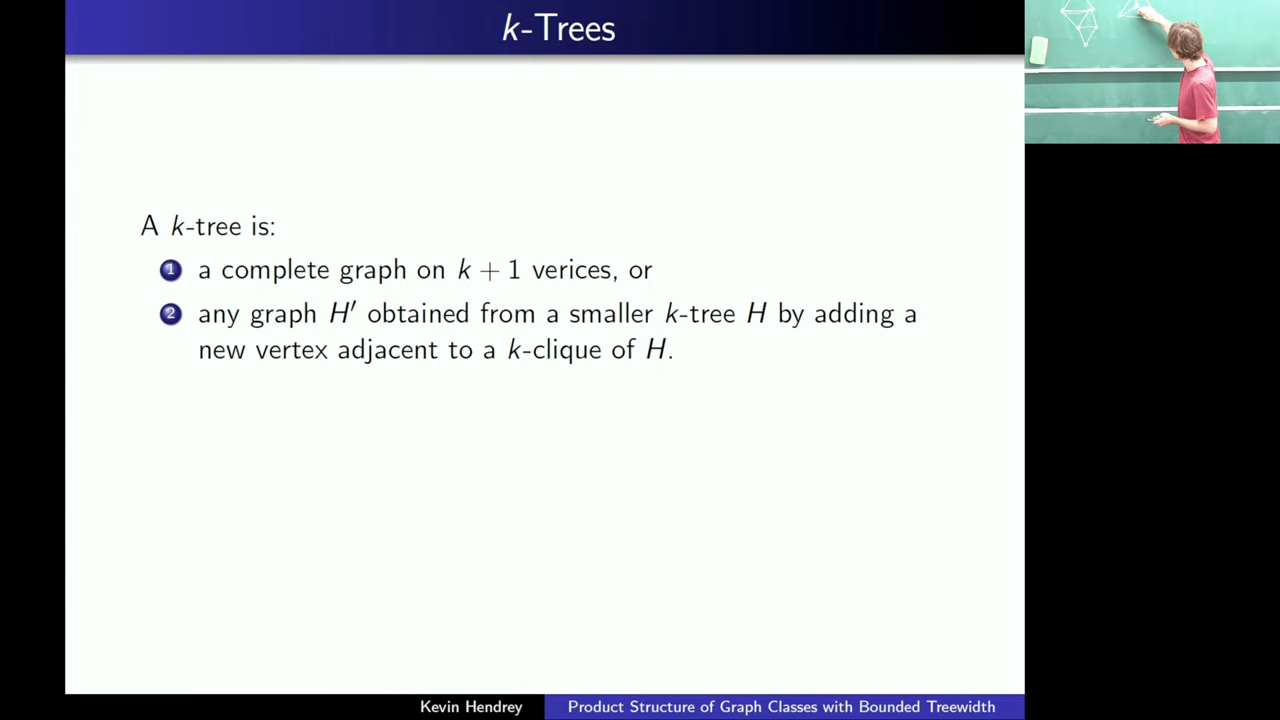 k-Trees
A k-tree is:
1 a complete graph on k + 1 verices, or
2 any graph H′ obtained from a smaller k-tree H by adding a
new vertex adjacent to a k-clique of H.
Kevin Hendrey
Product Structure of Graph Classes with Bounded Treewidth